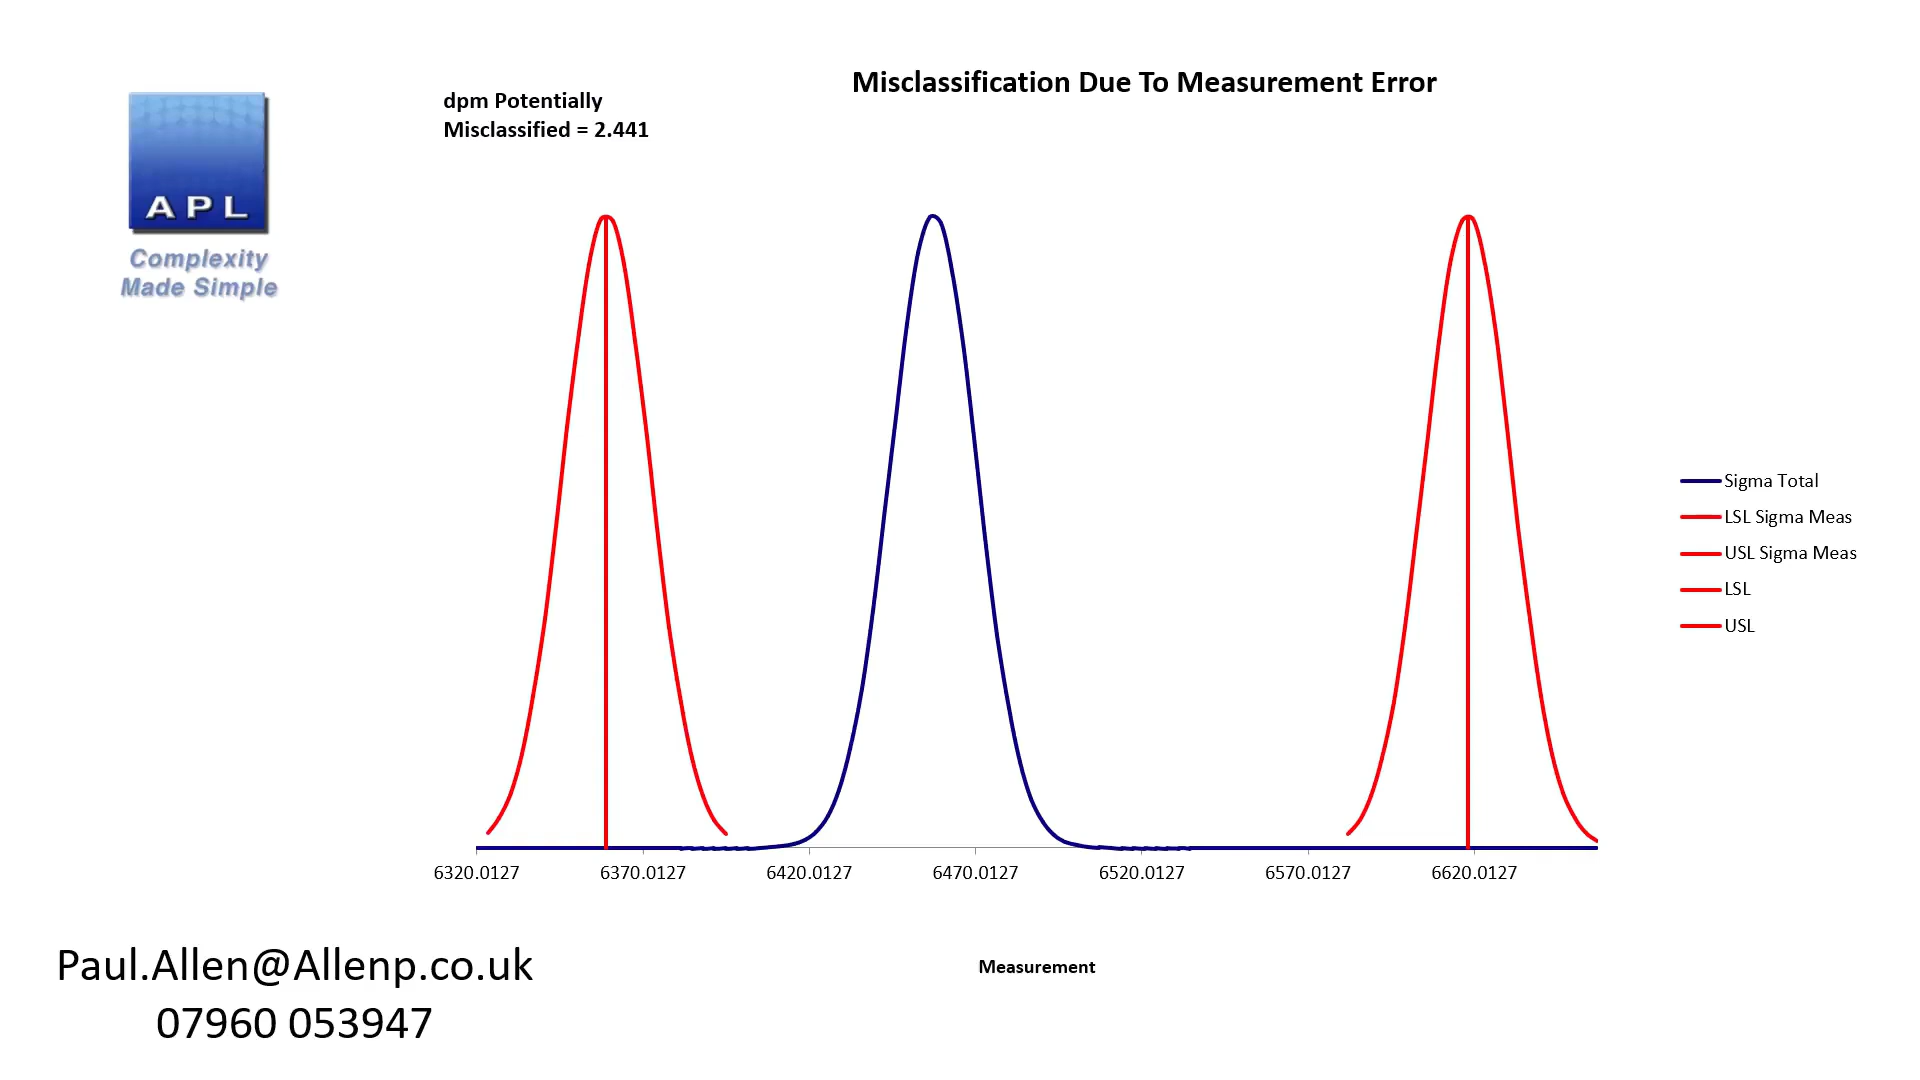 Misclassification Due To Measurement Error
dpm Potentially
Misclassified = 2.441
APL
Complexity
Made Simple
Sigma Total
LSL Sigma Meas
USL Sigma Meas
LSL
USL
6320.0127 6370.0127 6420.0127 6470.0127 6520.0127 6570.0127 6620.0127
Measurement
Paul.Allen@Allenp.co.uk
07960 053947